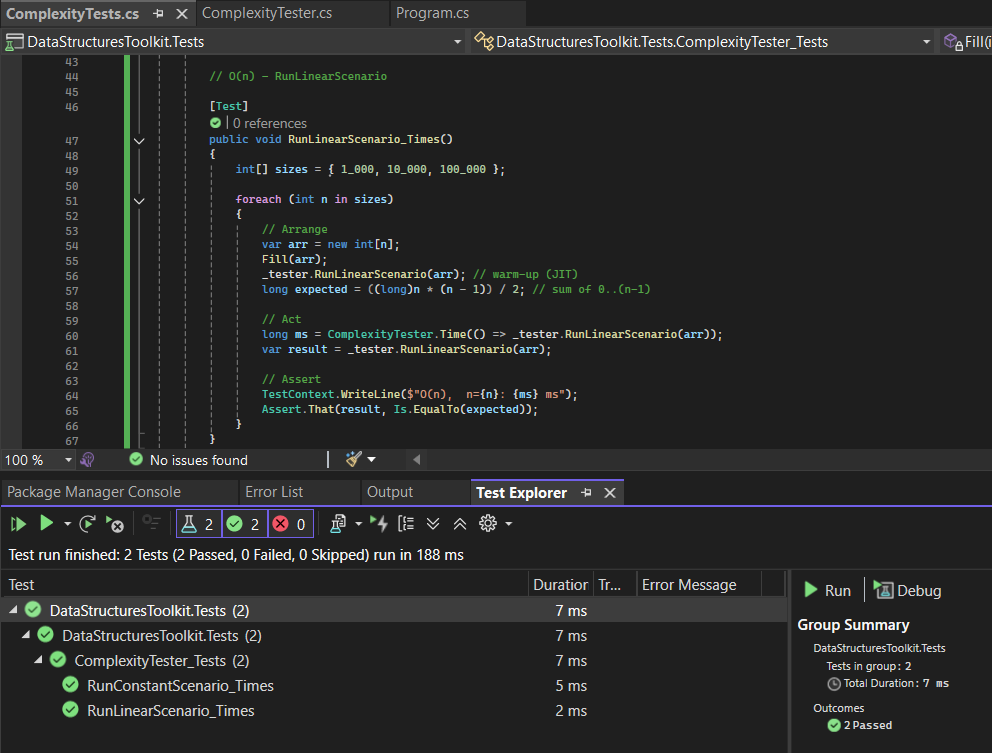 ComplexityTests.cs ComplexityTester.cs Program.cs
DataStructuresToolkit.Tests DataStructuresToolkit.Tests.ComplexityTester_Tests Fill(i
43
44 // O(n) - RunLinearScenario
45
46 [Test]
| 0 references
47 public void RunLinearScenario_Times()
48 {
49 int[] sizes = { 1_000, 10_000, 100_000 };
50
51 foreach (int n in sizes)
52 {
53 // Arrange
54 var arr = new int[n];
55 Fill(arr);
56 _tester.RunLinearScenario(arr); // warm-up (JIT)
57 long expected = ((long)n * (n - 1)) / 2; // sum of 0..(n-1)
58
59 // Act
60 long ms = ComplexityTester.Time(() => _tester.RunLinearScenario(arr));
61 var result = _tester.RunLinearScenario(arr);
62
63 // Assert
64 TestContext.WriteLine($"O(n), n={n}: {ms} ms");
65 Assert.That(result, Is.EqualTo(expected));
66 }
67 }
100 % No issues found
Package Manager Console Error List Output Test Explorer
2 2 0
Test run finished: 2 Tests (2 Passed, 0 Failed, 0 Skipped) run in 188 ms
Test Duration Tr... Error Message
DataStructuresToolkit.Tests (2) 7 ms
DataStructuresToolkit.Tests (2) 7 ms
ComplexityTester_Tests (2) 7 ms
RunConstantScenario_Times 5 ms
RunLinearScenario_Times 2 ms
Run Debug
Group Summary
DataStructuresToolkit.Tests
Tests in group: 2
Total Duration: 7 ms
Outcomes
2 Passed